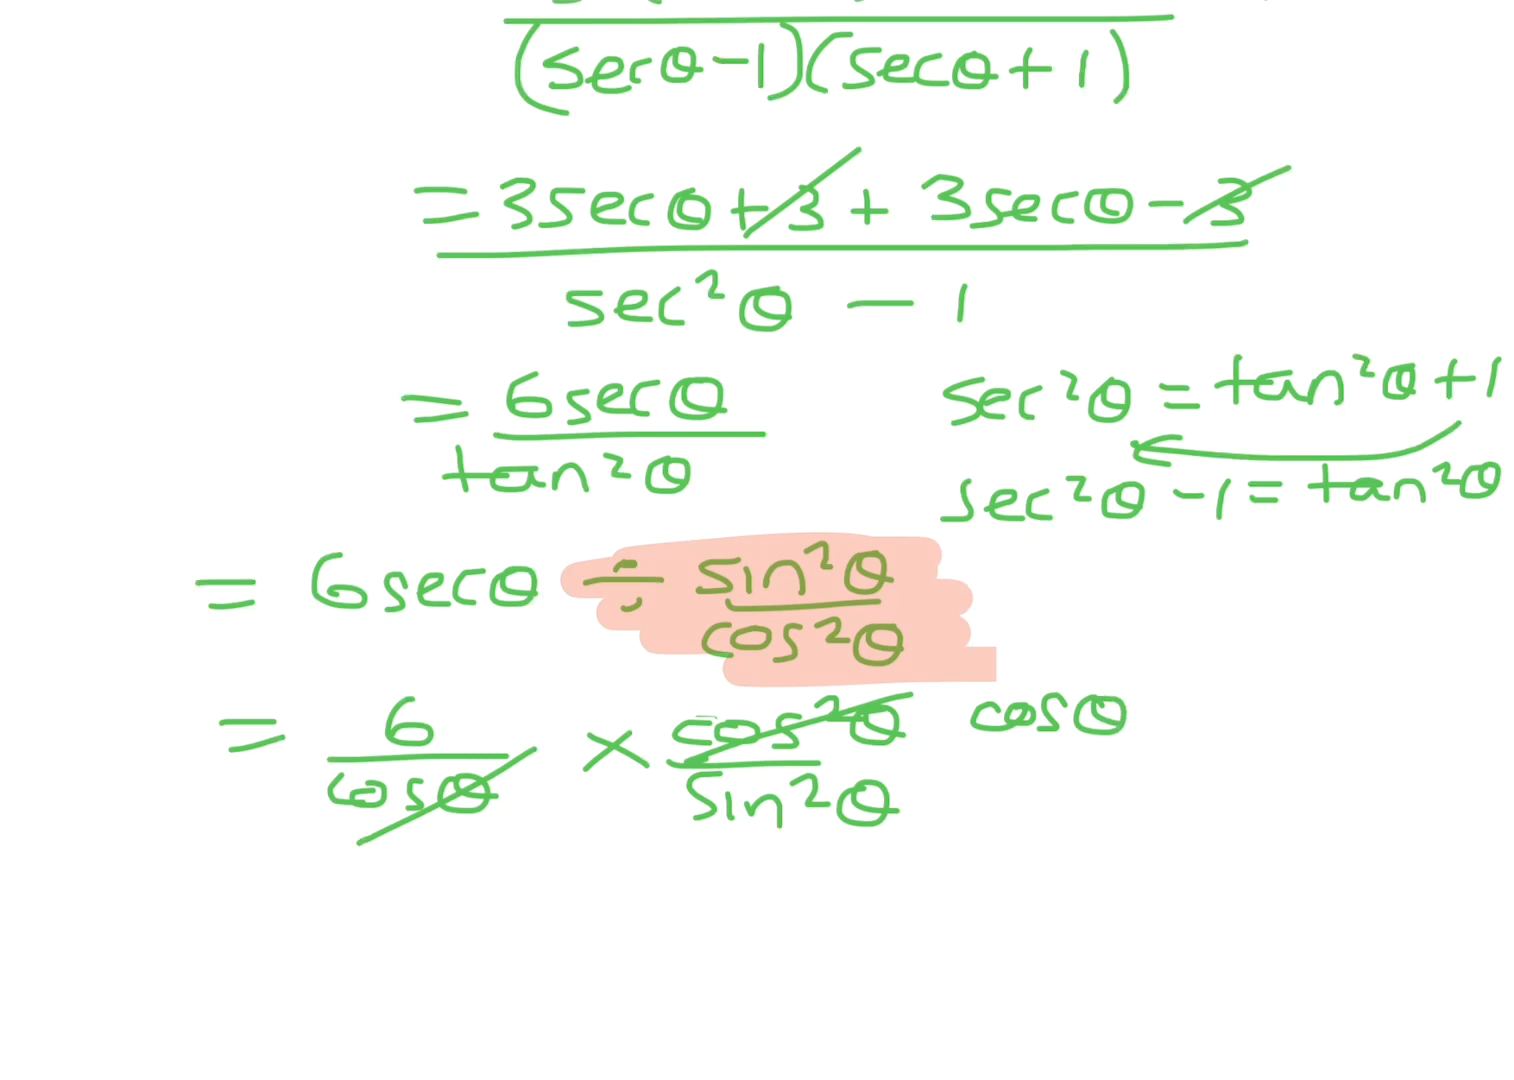 (secθ-1)(secθ+1)
= 3secθ+3 + 3secθ-3
sec²θ - 1
= 6secθ
tan²θ
sec²θ = tan²θ+1
sec²θ -1 = tan²θ
= 6secθ ÷ sin²θ
cos²θ
= 6 × cos²θ cosθ
cosθ sin²θ